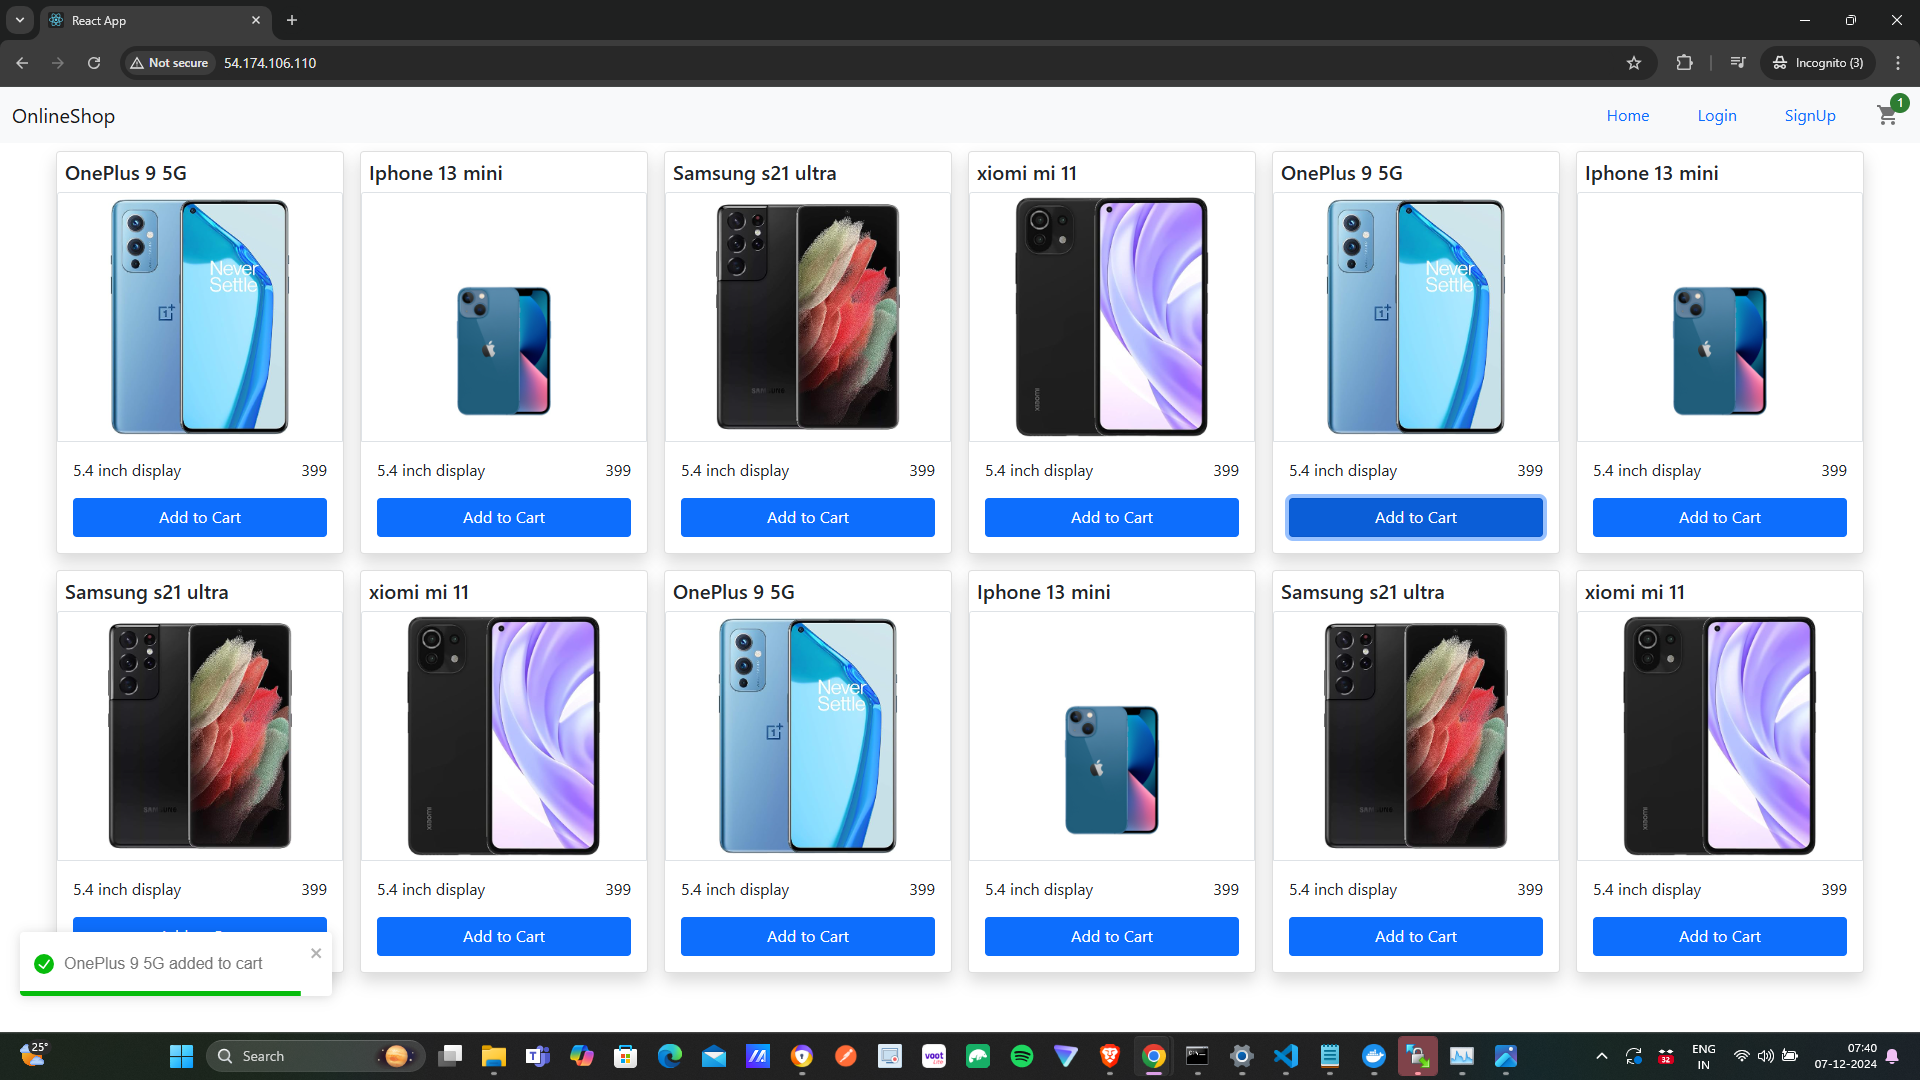 React App
Not secure
54.174.106.110
Incognito (3)
OnlineShop
Home
Login
SignUp
1
OnePlus 9 5G
Iphone 13 mini
Samsung s21 ultra
xiomi mi 11
OnePlus 9 5G
Iphone 13 mini
Never
Settle
SAMSUNG
xiaomi
Never
Settle
5.4 inch display 399
5.4 inch display 399
5.4 inch display 399
5.4 inch display 399
5.4 inch display 399
5.4 inch display 399
Add to Cart
Add to Cart
Add to Cart
Add to Cart
Add to Cart
Add to Cart
Samsung s21 ultra
xiomi mi 11
OnePlus 9 5G
Iphone 13 mini
Samsung s21 ultra
xiomi mi 11
SAMSUNG
xiaomi
Never
Settle
SAMSUNG
xiaomi
5.4 inch display 399
5.4 inch display 399
5.4 inch display 399
5.4 inch display 399
5.4 inch display 399
5.4 inch display 399
Add to Cart
Add to Cart
Add to Cart
Add to Cart
Add to Cart
OnePlus 9 5G added to cart
25°
Search
voot
32
ENG
IN
07:40
07-12-2024